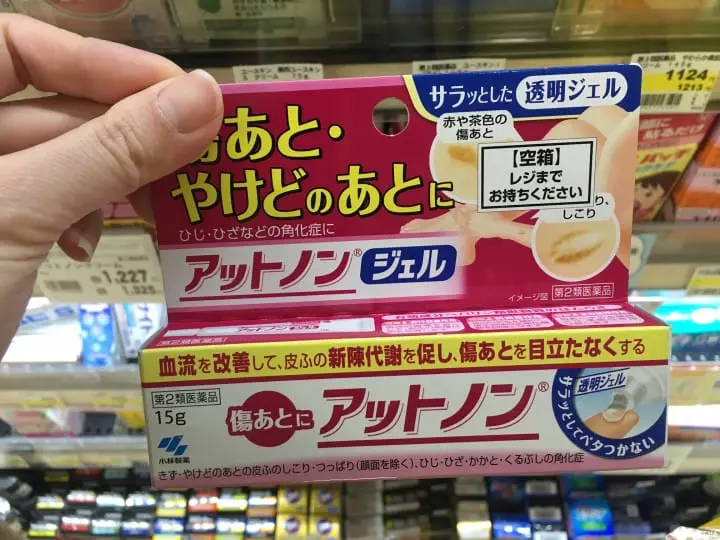 サラッとした 透明ジェル
傷あと・
やけどのあとに
ひじ・ひざなどの角化症に
アットノン® ジェル
赤や茶色の
傷あと
【空箱】
レジまで
お持ちください
り、
しこり
イメージ図 第2類医薬品
血流を改善して、皮ふの新陳代謝を促し、傷あとを目立たなくする
第2類医薬品
15g
小林製薬
傷あとに アットノン®
透明ジェル
サラッとしてベタつかない
きず・やけどのあとの皮ふのしこり・つっぱり(顔面を除く)、ひじ・ひざ・かかと・くるぶしの角化症
1124
1213
1,227
1,325